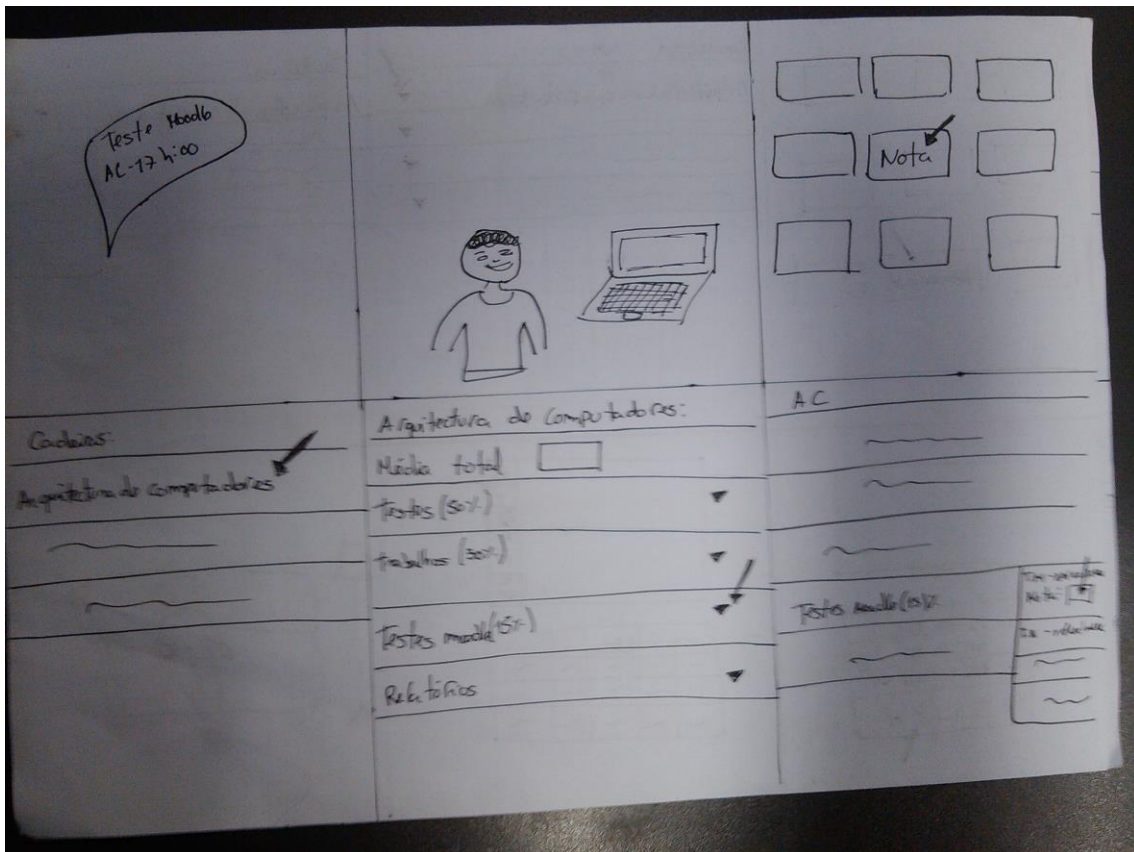 Teste Moodle
AC-17h:00
Nota
Cadeiras:
Arquitectura de computadores
Arquitectura de Computadores:
Média total
Testes (50%)
trabalhos (30%)
Testes moodle (15%)
Relatórios
AC
Testes Moodle (15)%
Nota: